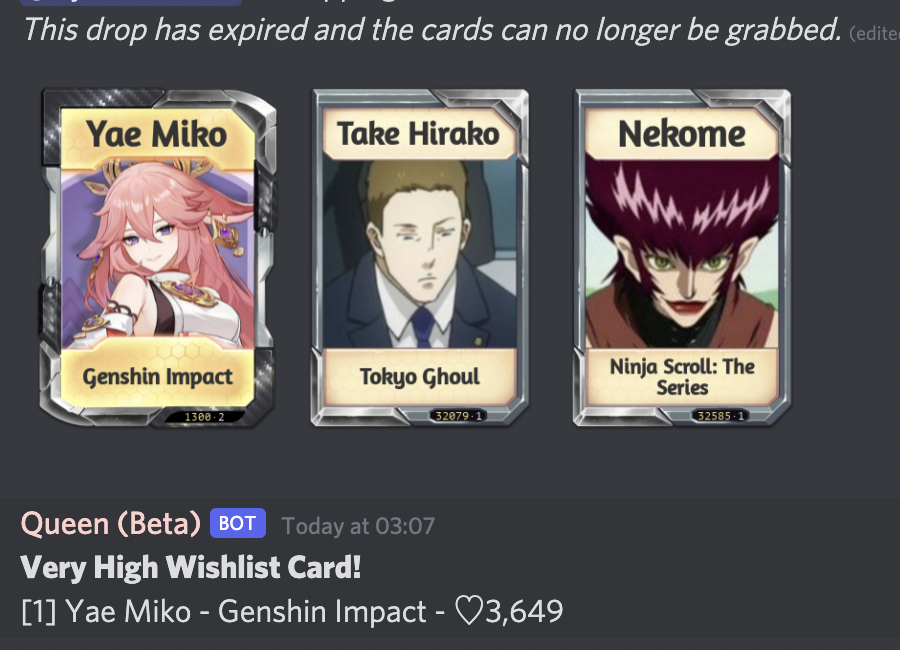 This drop has expired and the cards can no longer be grabbed. (edite
Yae Miko
Genshin Impact
1300·2
Take Hirako
Tokyo Ghoul
32079·1
Nekome
Ninja Scroll: The
Series
32585·1
Queen (Beta) BOT Today at 03:07
Very High Wishlist Card!
[1] Yae Miko - Genshin Impact - ♡3,649